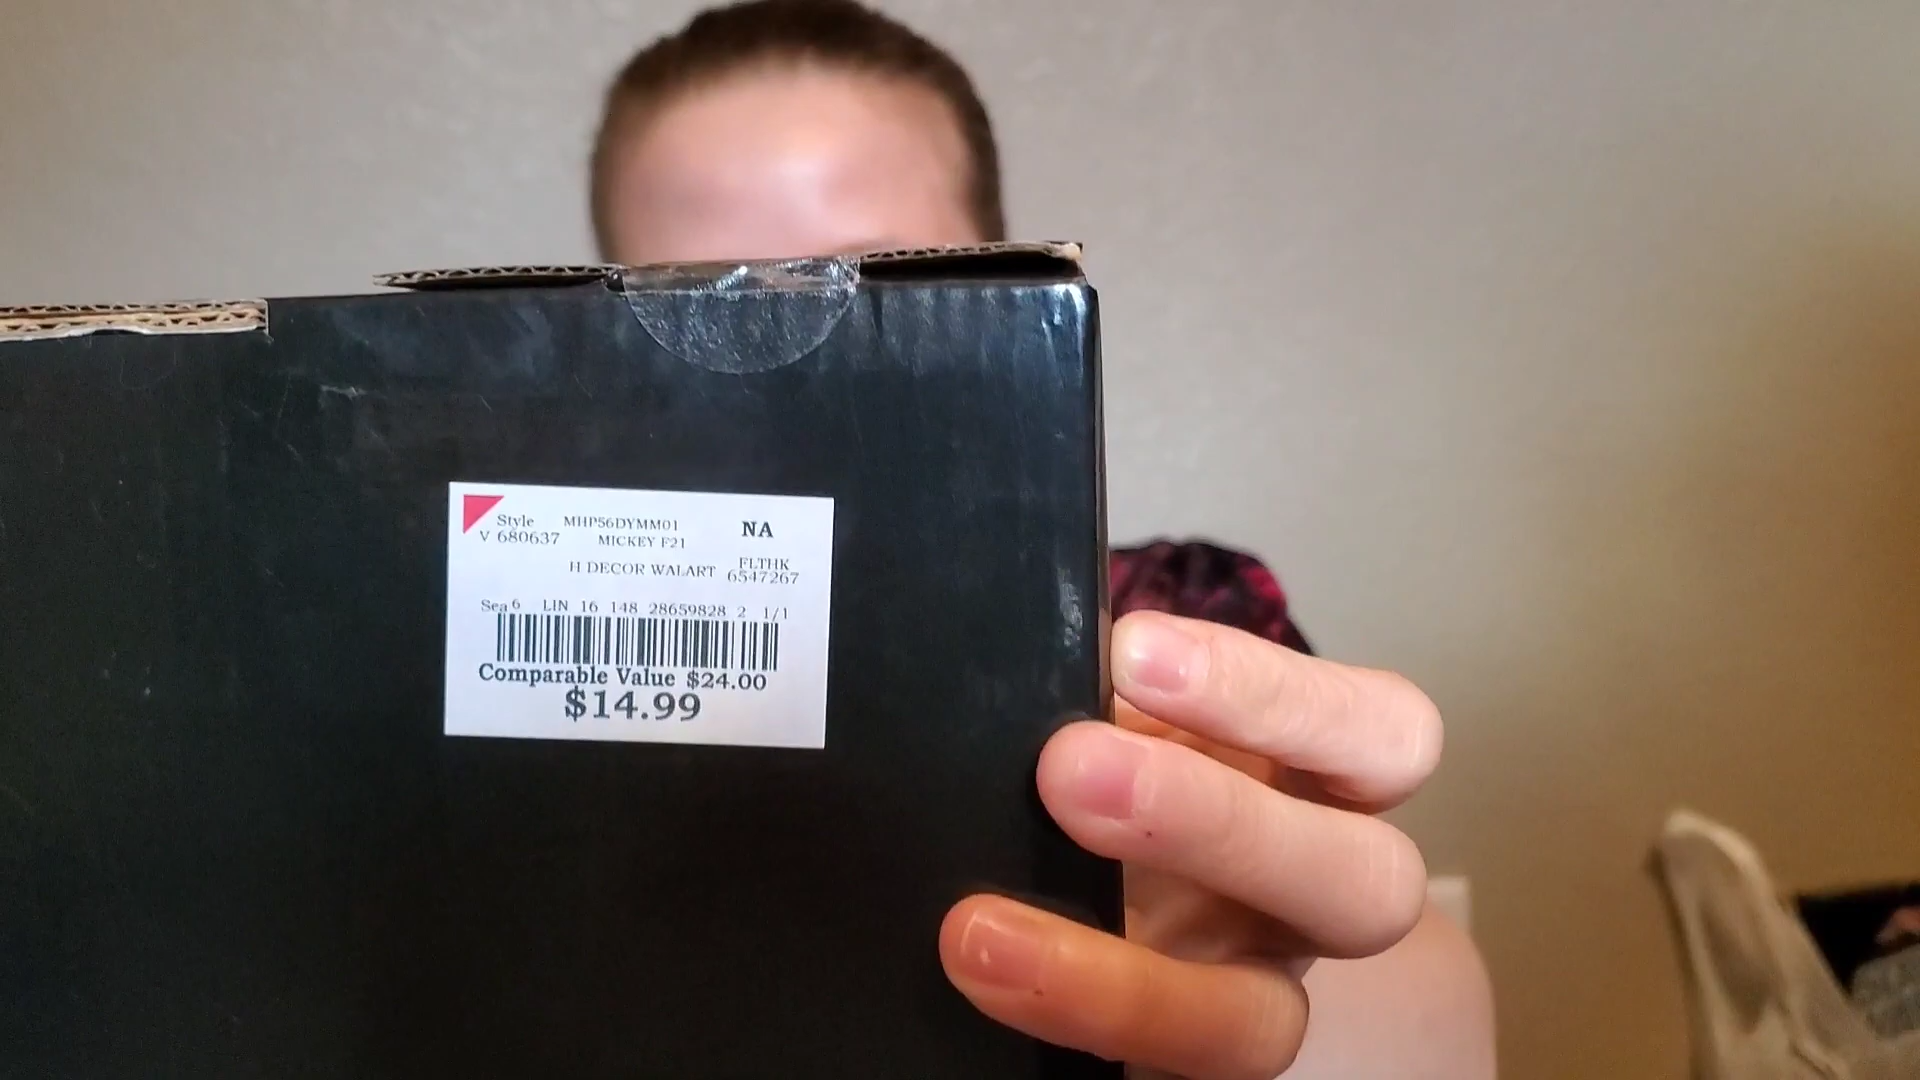 Style MHP56DYMM01 NA
V 680637 MICKEY F21
H DECOR WALART FLTHK
6547267
Sea 6 LIN 16 148 28659828 2 1/1
Comparable Value $24.00
$14.99